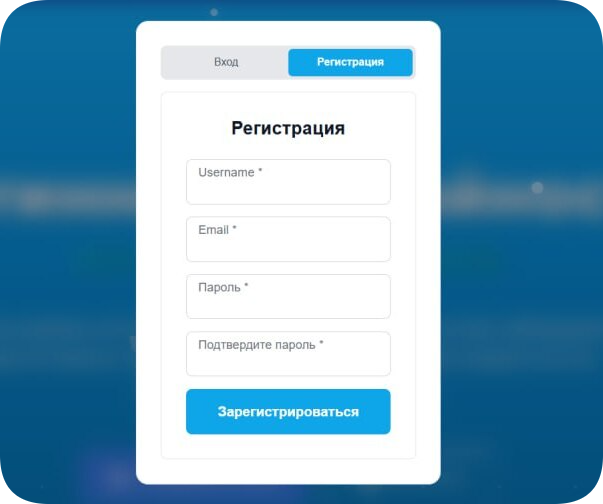 Вход
Регистрация
Регистрация
Username *
Email *
Пароль *
Подтвердите пароль *
Зарегистрироваться